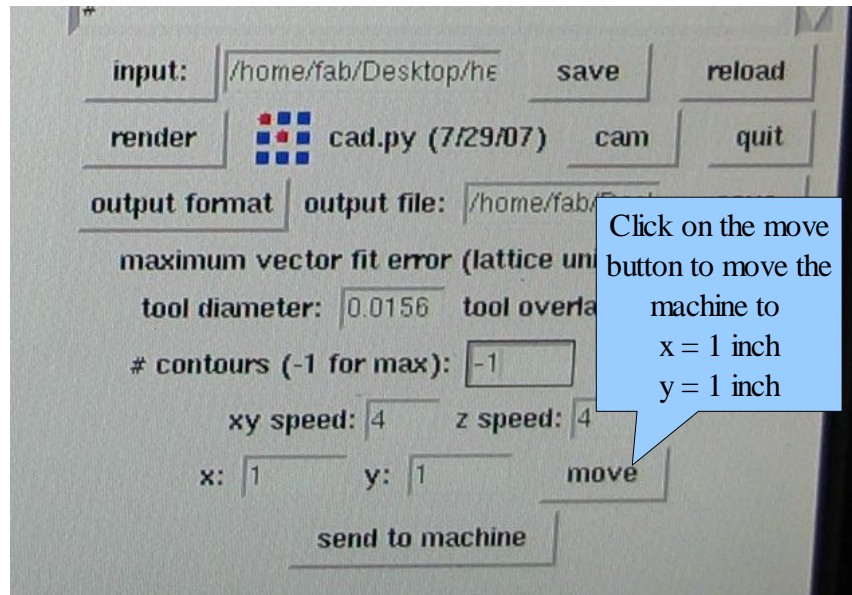 #
input: /home/fab/Desktop/he save reload
render cad.py (7/29/07) cam quit
output format output file: /home/fab/
maximum vector fit error (lattice
tool diameter: 0.0156 tool
# contours (-1 for max): -1
xy speed: 4 z speed: 4
x: 1 y: 1 move
send to machine
Click on the move
button to move the
machine to
x = 1 inch
y = 1 inch